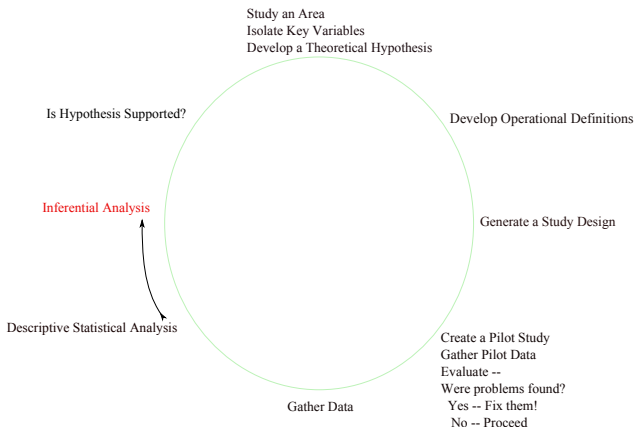 Study an Area
Isolate Key Variables
Develop a Theoretical Hypothesis
Is Hypothesis Supported?
Develop Operational Definitions
Inferential Analysis
Generate a Study Design
Descriptive Statistical Analysis
Create a Pilot Study
Gather Pilot Data
Evaluate --
Were problems found?
Yes -- Fix them!
No -- Proceed
Gather Data